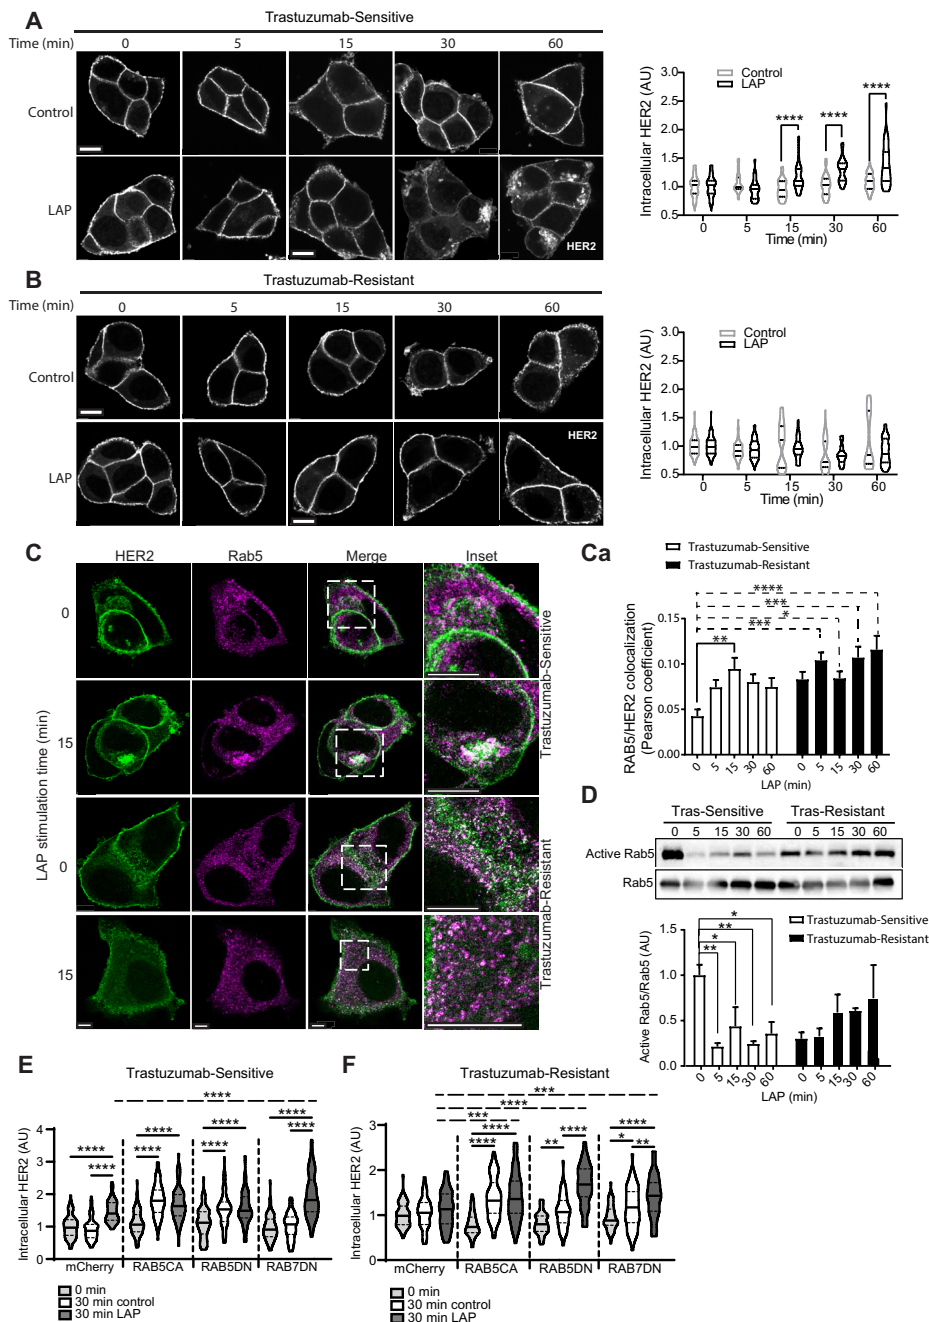 A
Trastuzumab-Sensitive
Time (min) 0 5 15 30 60
Control
LAP
HER2
Intracellular HER2 (AU)
3.0
2.5
2.0
1.5
1.0
0.5
Control
LAP
**** **** ****
0 5 15 30 60
Time (min)
B
Trastuzumab-Resistant
Time (min) 0 5 15 30 60
Control
LAP
HER2
Intracellular HER2 (AU)
3.0
2.5
2.0
1.5
1.0
0.5
Control
LAP
0 5 15 30 60
Time (min)
C
HER2 Rab5 Merge Inset
LAP stimulation time (min)
0
15
0
15
Trastuzumab-Sensitive
Trastuzumab-Resistant
Ca
Trastuzumab-Sensitive
Trastuzumab-Resistant
RAB5/HER2 colocalization
(Pearson coefficient)
0.15
0.10
0.05
0.00
****
***
*
***
**
0 5 15 30 60 0 5 15 30 60
LAP (min)
D
Tras-Sensitive Tras-Resistant
0 5 15 30 60 0 5 15 30 60
Active Rab5
Rab5
Active Rab5/Rab5 (AU)
1.5
1.0
0.5
0.0
Trastuzumab-Sensitive
Trastuzumab-Resistant
*
**
*
**
0 5 15 30 60 0 5 15 30 60
LAP (min)
E
Trastuzumab-Sensitive
Intracellular HER2 (AU)
4
3
2
1
0
****
**** **** **** ****
**** **** **** ****
mCherry RAB5CA RAB5DN RAB7DN
0 min
30 min control
30 min LAP
F
Trastuzumab-Resistant
Intracellular HER2 (AU)
3
2
1
0
***
****
***
**** **** ****
**** ** * **
mCherry RAB5CA RAB5DN RAB7DN
0 min
30 min control
30 min LAP